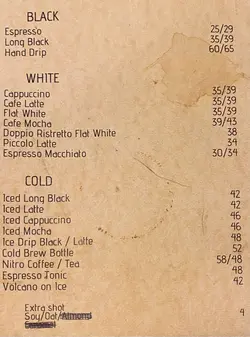 BLACK
Espresso 25/29
Long Black 35/39
Hand Drip 60/65
WHITE
Cappuccino 35/39
Cafe Latte 35/39
Flat White 35/39
Cafe Mocha 39/43
Doppio Ristretto Flat White 38
Piccolo Latte 34
Espresso Macchiato 30/34
COLD
Iced Long Black 42
Iced Latte 42
Iced Cappuccino 46
Iced Mocha 46
Ice Drip Black / Latte 48
Cold Brew Bottle 52
Nitro Coffee / Tea 58/48
Espresso Tonic 48
Volcano on Ice 42
Extra shot
Soy/Oat/Almond 4